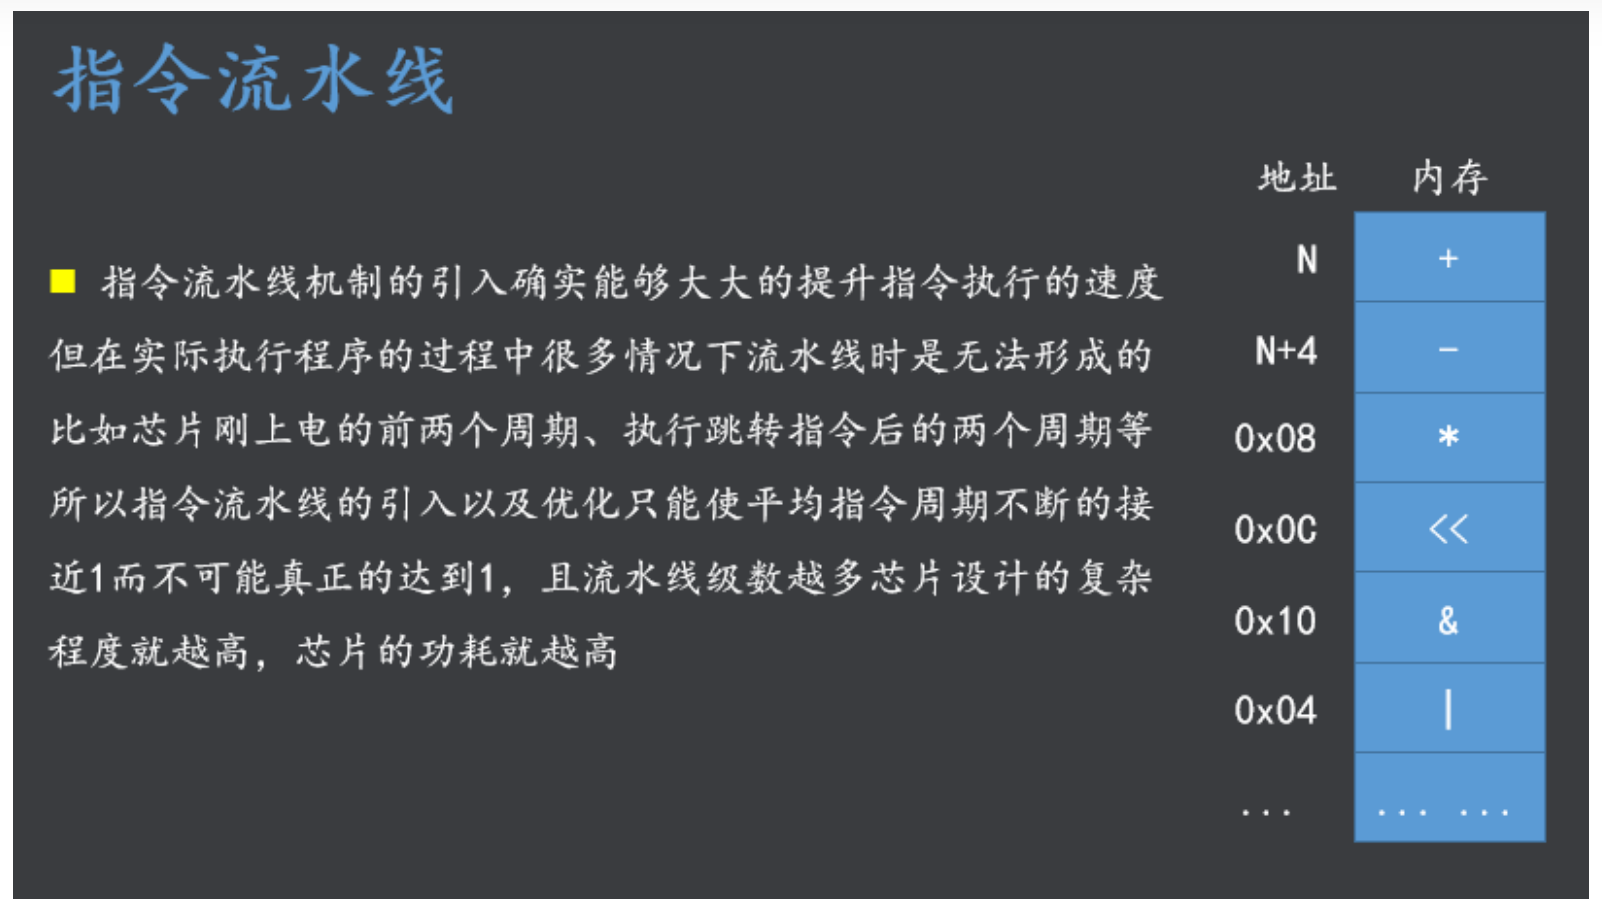 指令流水线
■ 指令流水线机制的引入确实能够大大的提升指令执行的速度
但在实际执行程序的过程中很多情况下流水线时是无法形成的
比如芯片刚上电的前两个周期、执行跳转指令后的两个周期等
所以指令流水线的引入以及优化只能使平均指令周期不断的接
近1而不可能真正的达到1，且流水线级数越多芯片设计的复杂
程度就越高，芯片的功耗就越高
地址 内存
N +
N+4 -
0x08 *
0x0C <<
0x10 &
0x04 |
... ... ...